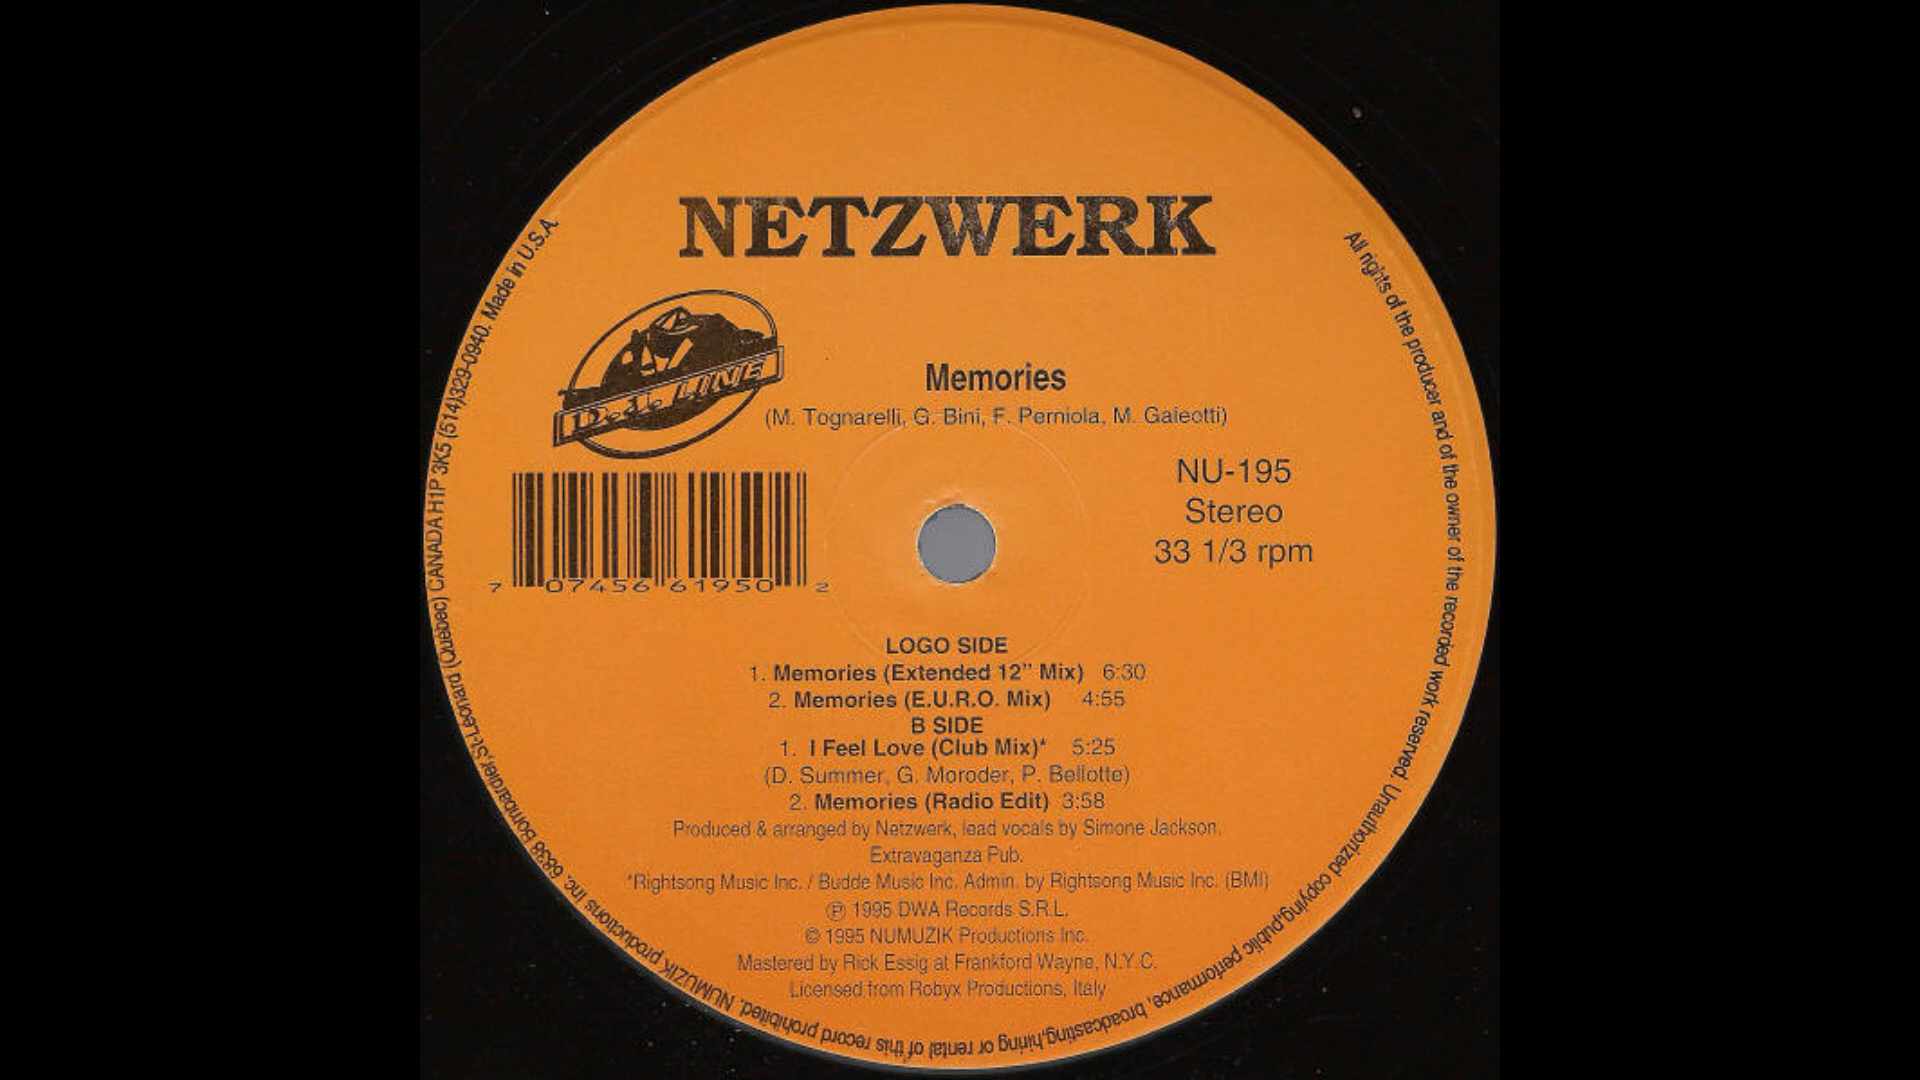 NETZWERK
LINE
Memories
(M. Tognarelli, G. Bini, F. Perniola, M. Galeotti)
NU-195
Stereo
33 1/3 rpm
7 07456 61950 2
LOGO SIDE
1. Memories (Extended 12” Mix) 6:30
2. Memories (E.U.R.O. Mix) 4:55
B SIDE
1. I Feel Love (Club Mix)* 5:25
(D. Summer, G. Moroder, P. Bellotte)
2. Memories (Radio Edit) 3:58
Produced & arranged by Netzwerk, lead vocals by Simone Jackson.
Extravaganza Pub.
*Rightsong Music Inc. / Budde Music Inc. Admin. by Rightsong Music Inc. (BMI)
℗ 1995 DWA Records S.R.L.
© 1995 NUMUZIK Productions Inc.
Mastered by Rick Essig at Frankford Wayne, N.Y.C.
Licensed from Robyx Productions, Italy
All rights of the producer and of the owner of the recorded work reserved. Unauthorized copying,public performance, broadcasting,hiring or rental of this record prohibited. NUMUZIK productions Inc. 6838 Bombardier,St-Léonard (Québec) CANADA H1P 3K5 (514)329-0940. Made in U.S.A.